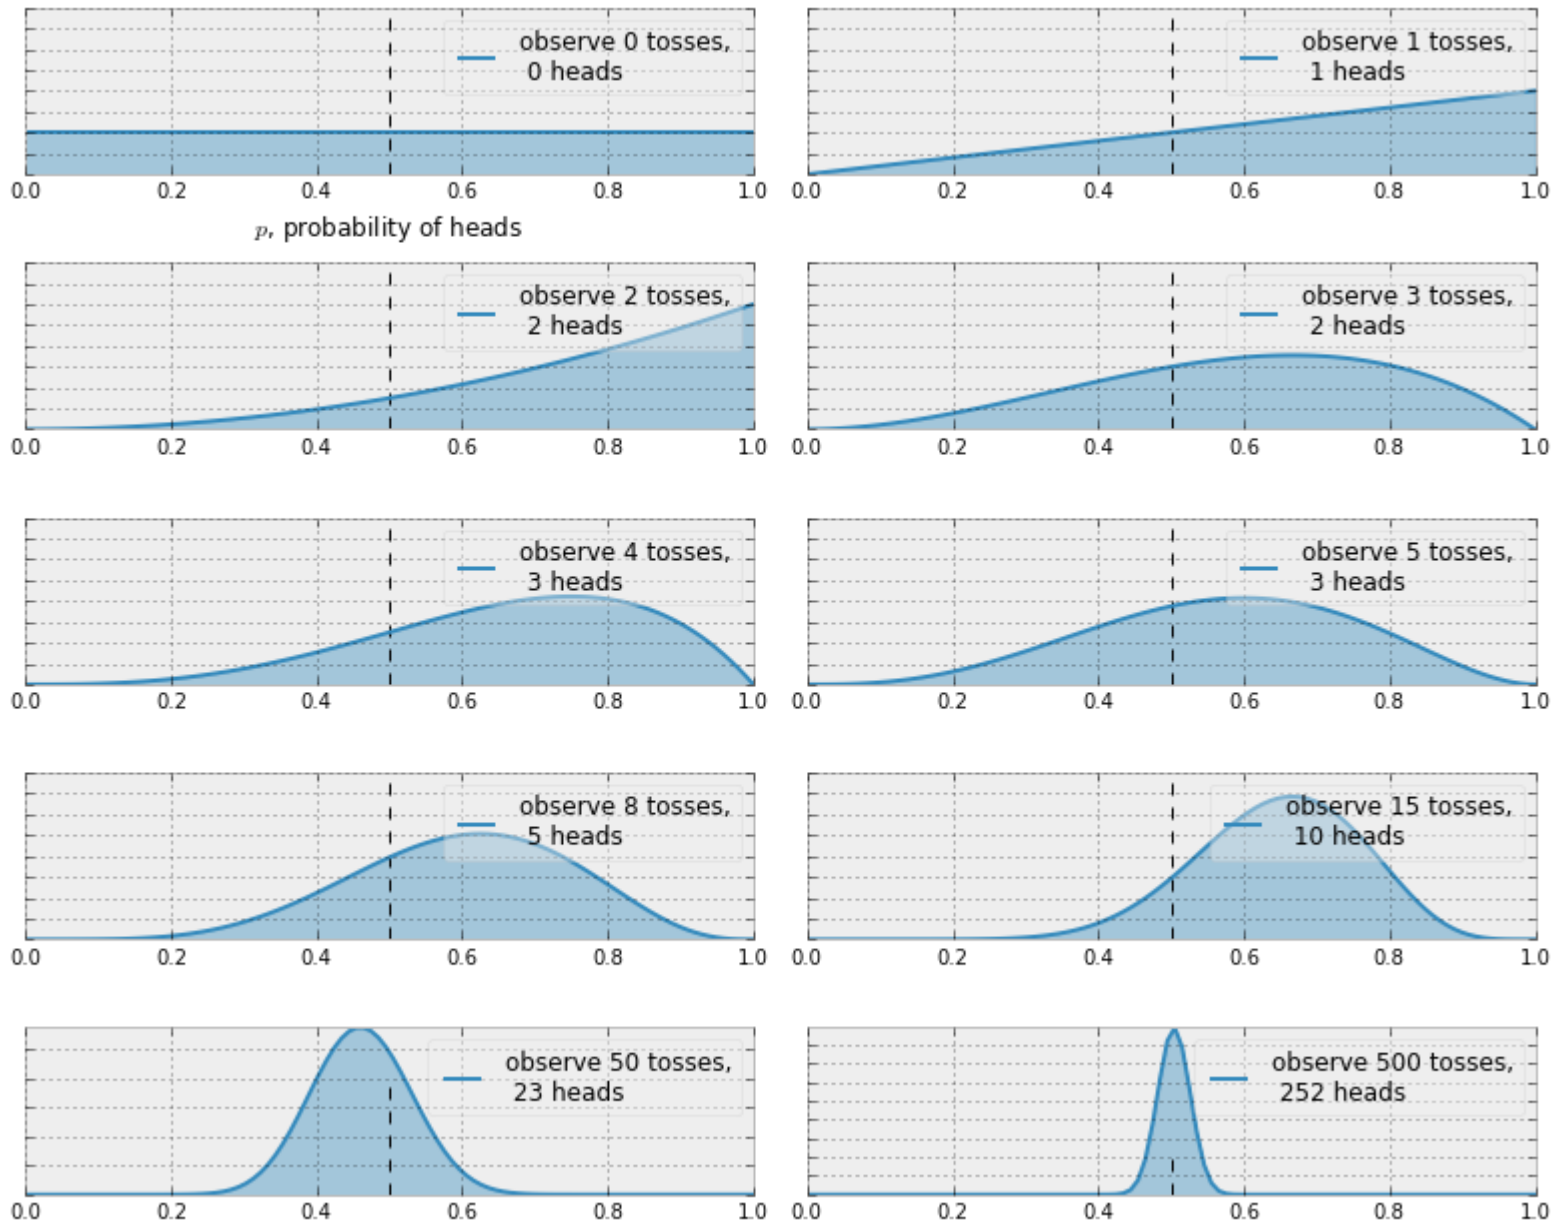 observe 0 tosses,
0 heads
0.0 0.2 0.4 0.6 0.8 1.0
p, probability of heads
observe 1 tosses,
1 heads
0.0 0.2 0.4 0.6 0.8 1.0
observe 2 tosses,
2 heads
0.0 0.2 0.4 0.6 0.8 1.0
observe 3 tosses,
2 heads
0.0 0.2 0.4 0.6 0.8 1.0
observe 4 tosses,
3 heads
0.0 0.2 0.4 0.6 0.8 1.0
observe 5 tosses,
3 heads
0.0 0.2 0.4 0.6 0.8 1.0
observe 8 tosses,
5 heads
0.0 0.2 0.4 0.6 0.8 1.0
observe 15 tosses,
10 heads
0.0 0.2 0.4 0.6 0.8 1.0
observe 50 tosses,
23 heads
0.0 0.2 0.4 0.6 0.8 1.0
observe 500 tosses,
252 heads
0.0 0.2 0.4 0.6 0.8 1.0